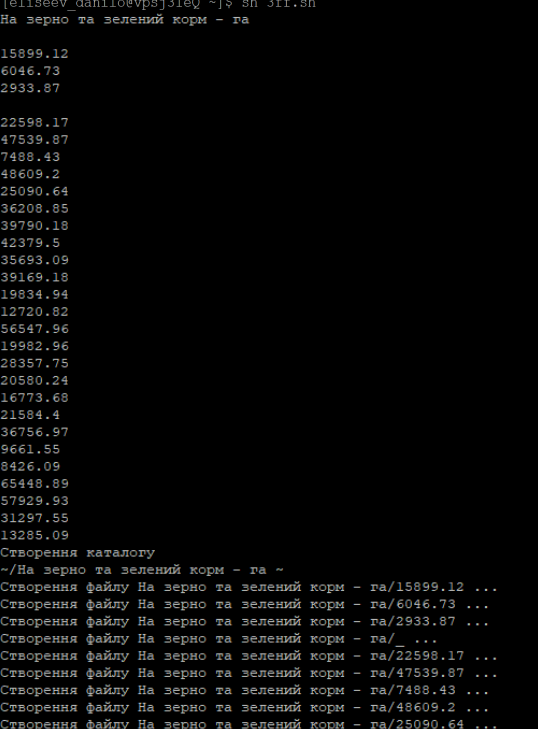 [eliseev_danilo@vpsj3leQ ~]$ sh 3ff.sh
На зерно та зелений корм - га
15899.12
6046.73
2933.87
22598.17
47539.87
7488.43
48609.2
25090.64
36208.85
39790.18
42379.5
35693.09
39169.18
19834.94
12720.82
56547.96
19982.96
28357.75
20580.24
16773.68
21584.4
36756.97
9661.55
8426.09
65448.89
57929.93
31297.55
13285.09
Створення каталогу
~/На зерно та зелений корм - га ~
Створення файлу На зерно та зелений корм - га/15899.12 ...
Створення файлу На зерно та зелений корм - га/6046.73 ...
Створення файлу На зерно та зелений корм - га/2933.87 ...
Створення файлу На зерно та зелений корм - га/_ ...
Створення файлу На зерно та зелений корм - га/22598.17 ...
Створення файлу На зерно та зелений корм - га/47539.87 ...
Створення файлу На зерно та зелений корм - га/7488.43 ...
Створення файлу На зерно та зелений корм - га/48609.2 ...
Створення файлу На зерно та зелений корм - га/25090.64 ...